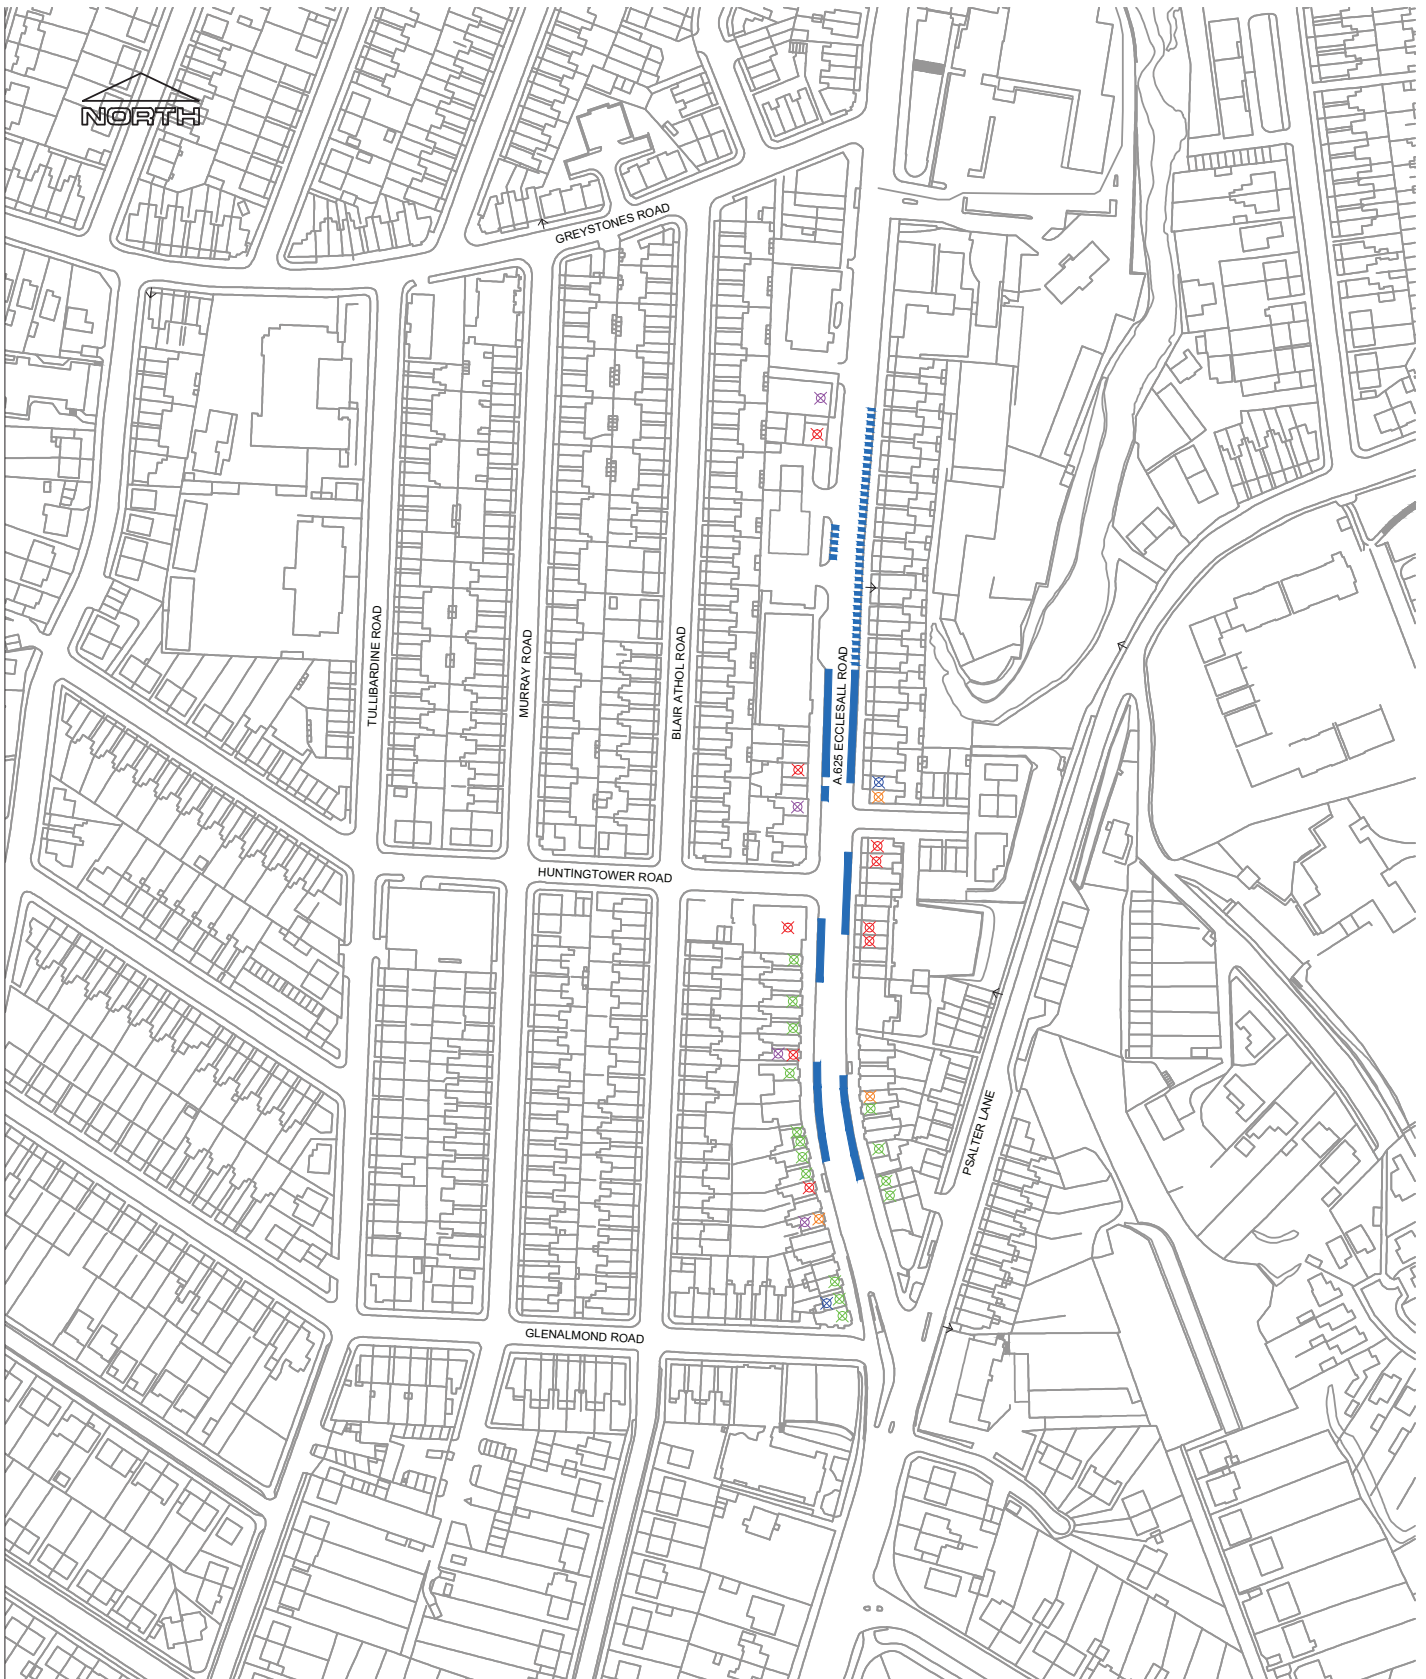 NORTH
GREYSTONES ROAD
TULLIBARDINE ROAD
MURRAY ROAD
BLAIR ATHOL ROAD
A.625 ECCLESALL ROAD
HUNTINGTOWER ROAD
PSALTER LANE
GLENALMOND ROAD